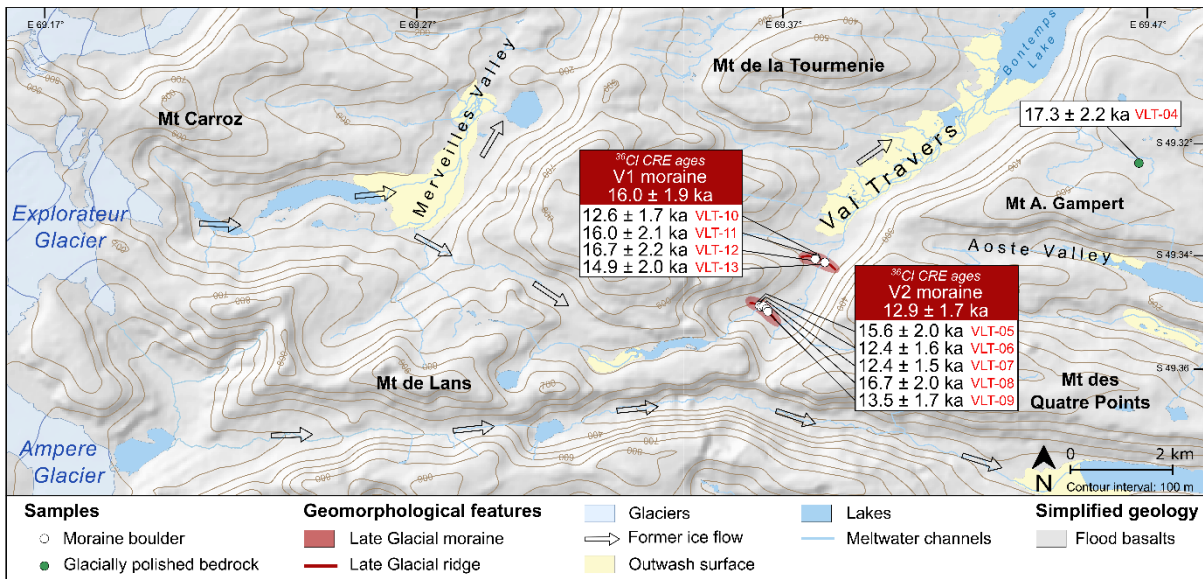 E 69.17°
E 69.27°
E 69.37°
E 69.47°
Mt Carroz
Merveilles Valley
Mt de la Tourmenie
Bontemps
Lake
17.3 ± 2.2 ka VLT-04
S 49.32°
Val Travers
Explorateur
Glacier
36Cl CRE ages
V1 moraine
16.0 ± 1.9 ka
12.6 ± 1.7 ka VLT-10
16.0 ± 2.1 ka VLT-11
16.7 ± 2.2 ka VLT-12
14.9 ± 2.0 ka VLT-13
Mt A. Gampert
Aoste Valley
S 49.34°
36Cl CRE ages
V2 moraine
12.9 ± 1.7 ka
15.6 ± 2.0 ka VLT-05
12.4 ± 1.6 ka VLT-06
12.4 ± 1.5 ka VLT-07
16.7 ± 2.0 ka VLT-08
13.5 ± 1.7 ka VLT-09
S 49.36°
Mt de Lans
Mt des
Quatre Points
Ampere
Glacier
N
0 2 km
Contour interval: 100 m
Samples
Moraine boulder
Glacially polished bedrock
Geomorphological features
Late Glacial moraine
Late Glacial ridge
Glaciers
Former ice flow
Outwash surface
Lakes
Meltwater channels
Simplified geology
Flood basalts